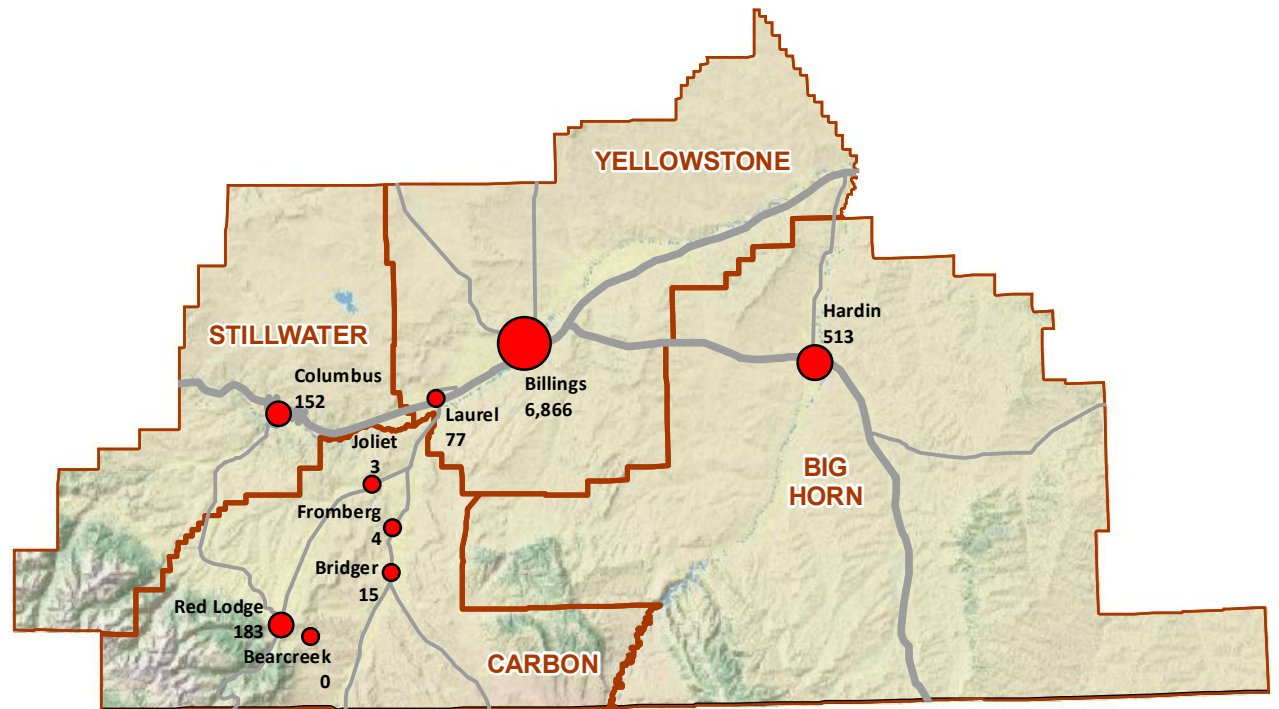 YELLOWSTONE
Hardin
513
STILLWATER
Columbus
152
Billings
6,866
Laurel
77
Joliet
3
BIG
HORN
Fromberg
4
Bridger
15
Red Lodge
183
Bearcreek
0
CARBON